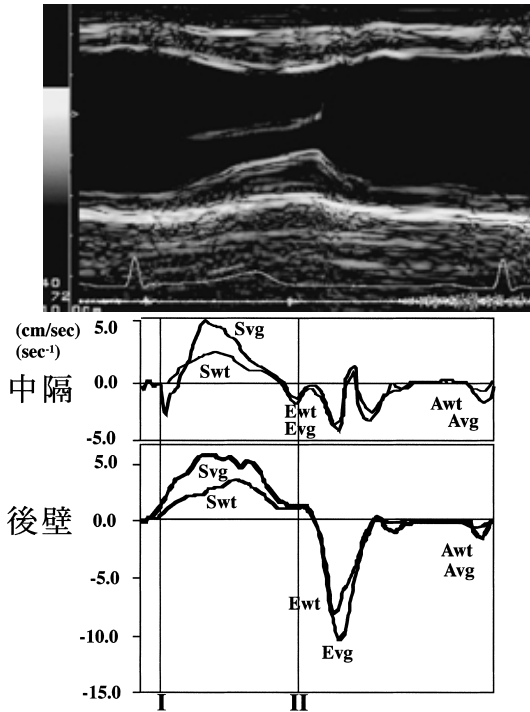 40
72
(cm/sec)
(sec⁻¹)
5.0
Svg
Swt
中隔
0.0
Ewt
Evg
Awt
Avg
-5.0
5.0
Svg
Swt
後壁
0.0
Awt
Avg
-5.0
Ewt
-10.0
Evg
-15.0
I
II